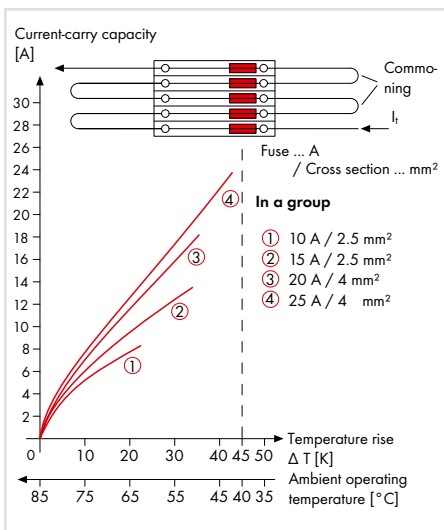 Current-carry capacity
[A]
Commo-
ning
I₁
30
28
26
24
22
20
18
16
14
12
10
8
6
4
2
Fuse ... A
/ Cross section ... mm²
In a group
① 10 A / 2.5 mm²
② 15 A / 2.5 mm²
③ 20 A / 4 mm²
④ 25 A / 4 mm²
④
③
②
①
0 10 20 30 40 45 50
Temperature rise
Δ T [K]
85 75 65 55 45 40 35
Ambient operating
temperature [°C]